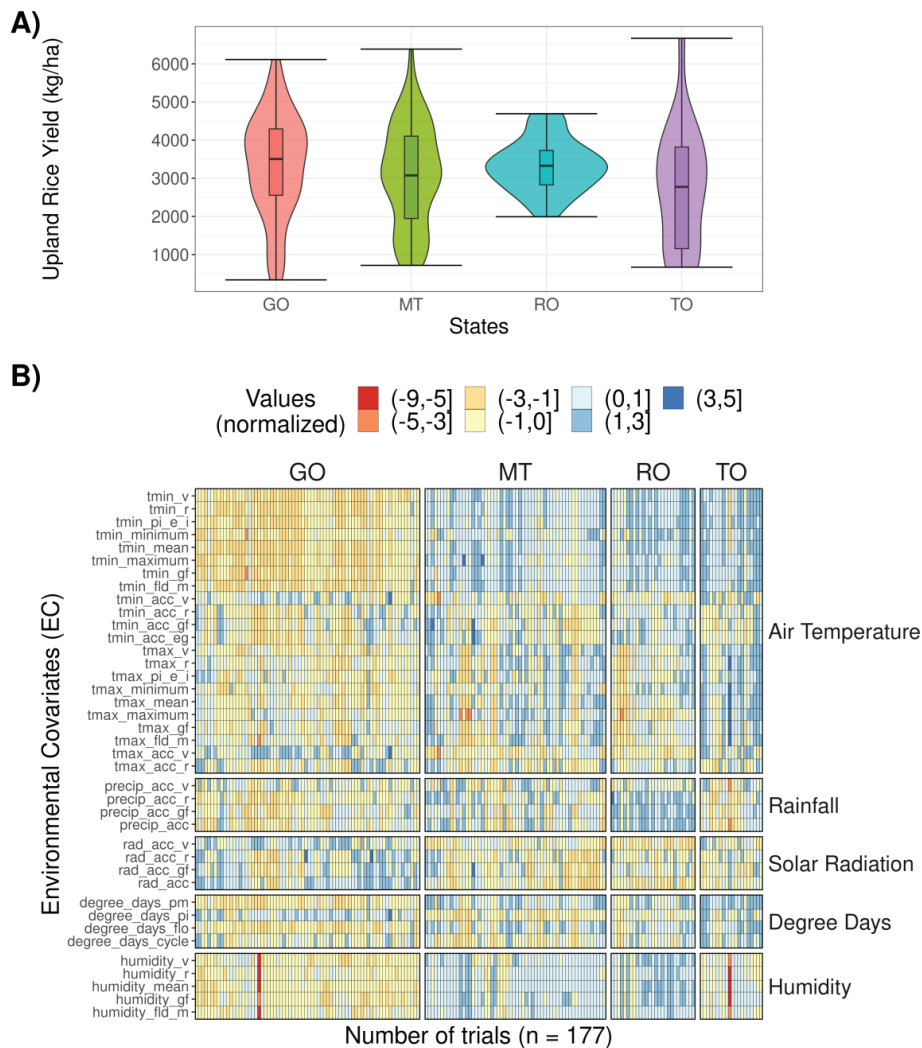 A)
Upland Rice Yield (kg/ha)
6000
5000
4000
3000
2000
1000
GO MT RO TO
States
B)
Values (normalized)
(-9,-5] (-3,-1] (0,1] (3,5]
(-5,-3] (-1,0] (1,3]
GO MT RO TO
Environmental Covariates (EC)
tmin_v
tmin_r
tmin_pi_e_i
tmin_minimum
tmin_mean
tmin_maximum
tmin_gf
tmin_fld_m
tmin_acc_v
tmin_acc_r
tmin_acc_gf
tmin_acc_eg
tmax_v
tmax_r
tmax_pi_e_i
tmax_minimum
tmax_mean
tmax_maximum
tmax_gf
tmax_fld_m
tmax_acc_v
tmax_acc_r
Air Temperature
precip_acc_v
precip_acc_r
precip_acc_gf
precip_acc
Rainfall
rad_acc_v
rad_acc_r
rad_acc_gf
rad_acc
Solar Radiation
degree_days_pm
degree_days_pi
degree_days_flo
degree_days_cycle
Degree Days
humidity_v
humidity_r
humidity_mean
humidity_gf
humidity_fld_m
Humidity
Number of trials (n = 177)